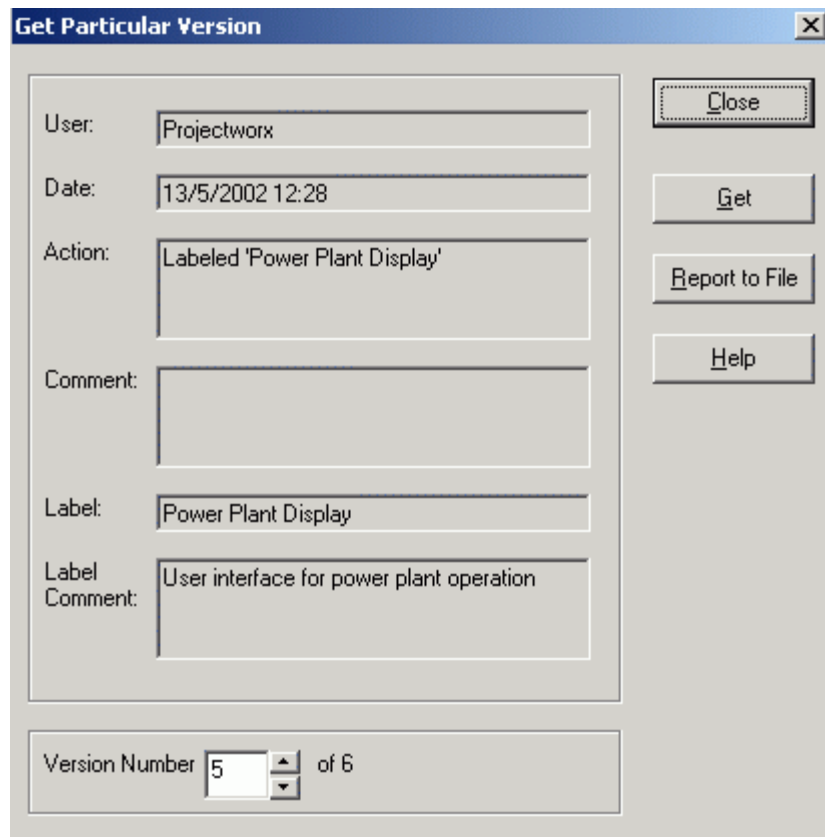 Get Particular Version
User: Projectworx
Date: 13/5/2002 12:28
Action: Labeled 'Power Plant Display'
Comment:
Label: Power Plant Display
Label
Comment: User interface for power plant operation
Version Number 5 of 6
Close
Get
Report to File
Help